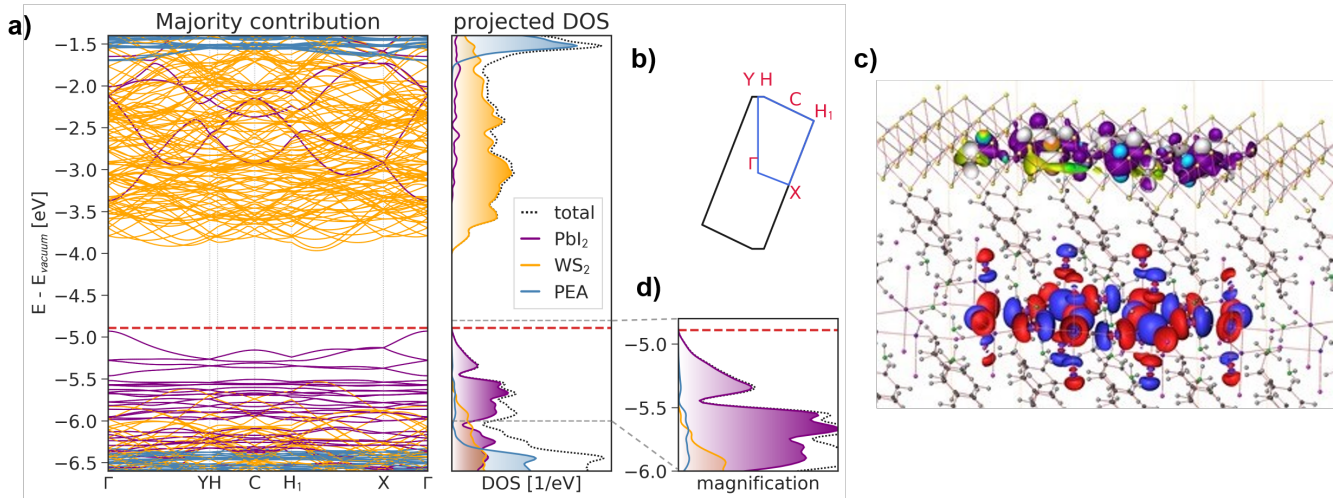 a)
Majority contribution
projected DOS
E - E_vacuum [eV]
−1.5
−2.0
−2.5
−3.0
−3.5
−4.0
−4.5
−5.0
−5.5
−6.0
−6.5
Γ YH C H₁ X Γ
total
PbI₂
WS₂
PEA
DOS [1/eV]
b)
Y H
C
H₁
Γ
X
d)
−5.0
−5.5
−6.0
magnification
c)